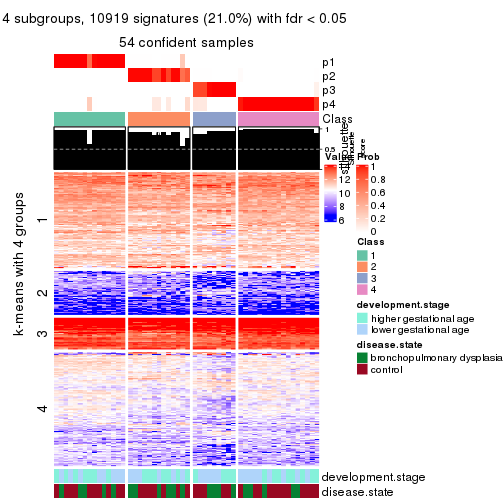 4 subgroups, 10919 signatures (21.0%) with fdr < 0.05
54 confident samples
p1
p2
p3
p4
Class
1
0.5
silhouette
score
Value
12
10
8
6
Prob
1
0.8
0.6
0.4
0.2
0
Class
1
2
3
4
development.stage
higher gestational age
lower gestational age
disease.state
bronchopulmonary dysplasia
control
k-means with 4 groups
1
2
3
4
development.stage
disease.state